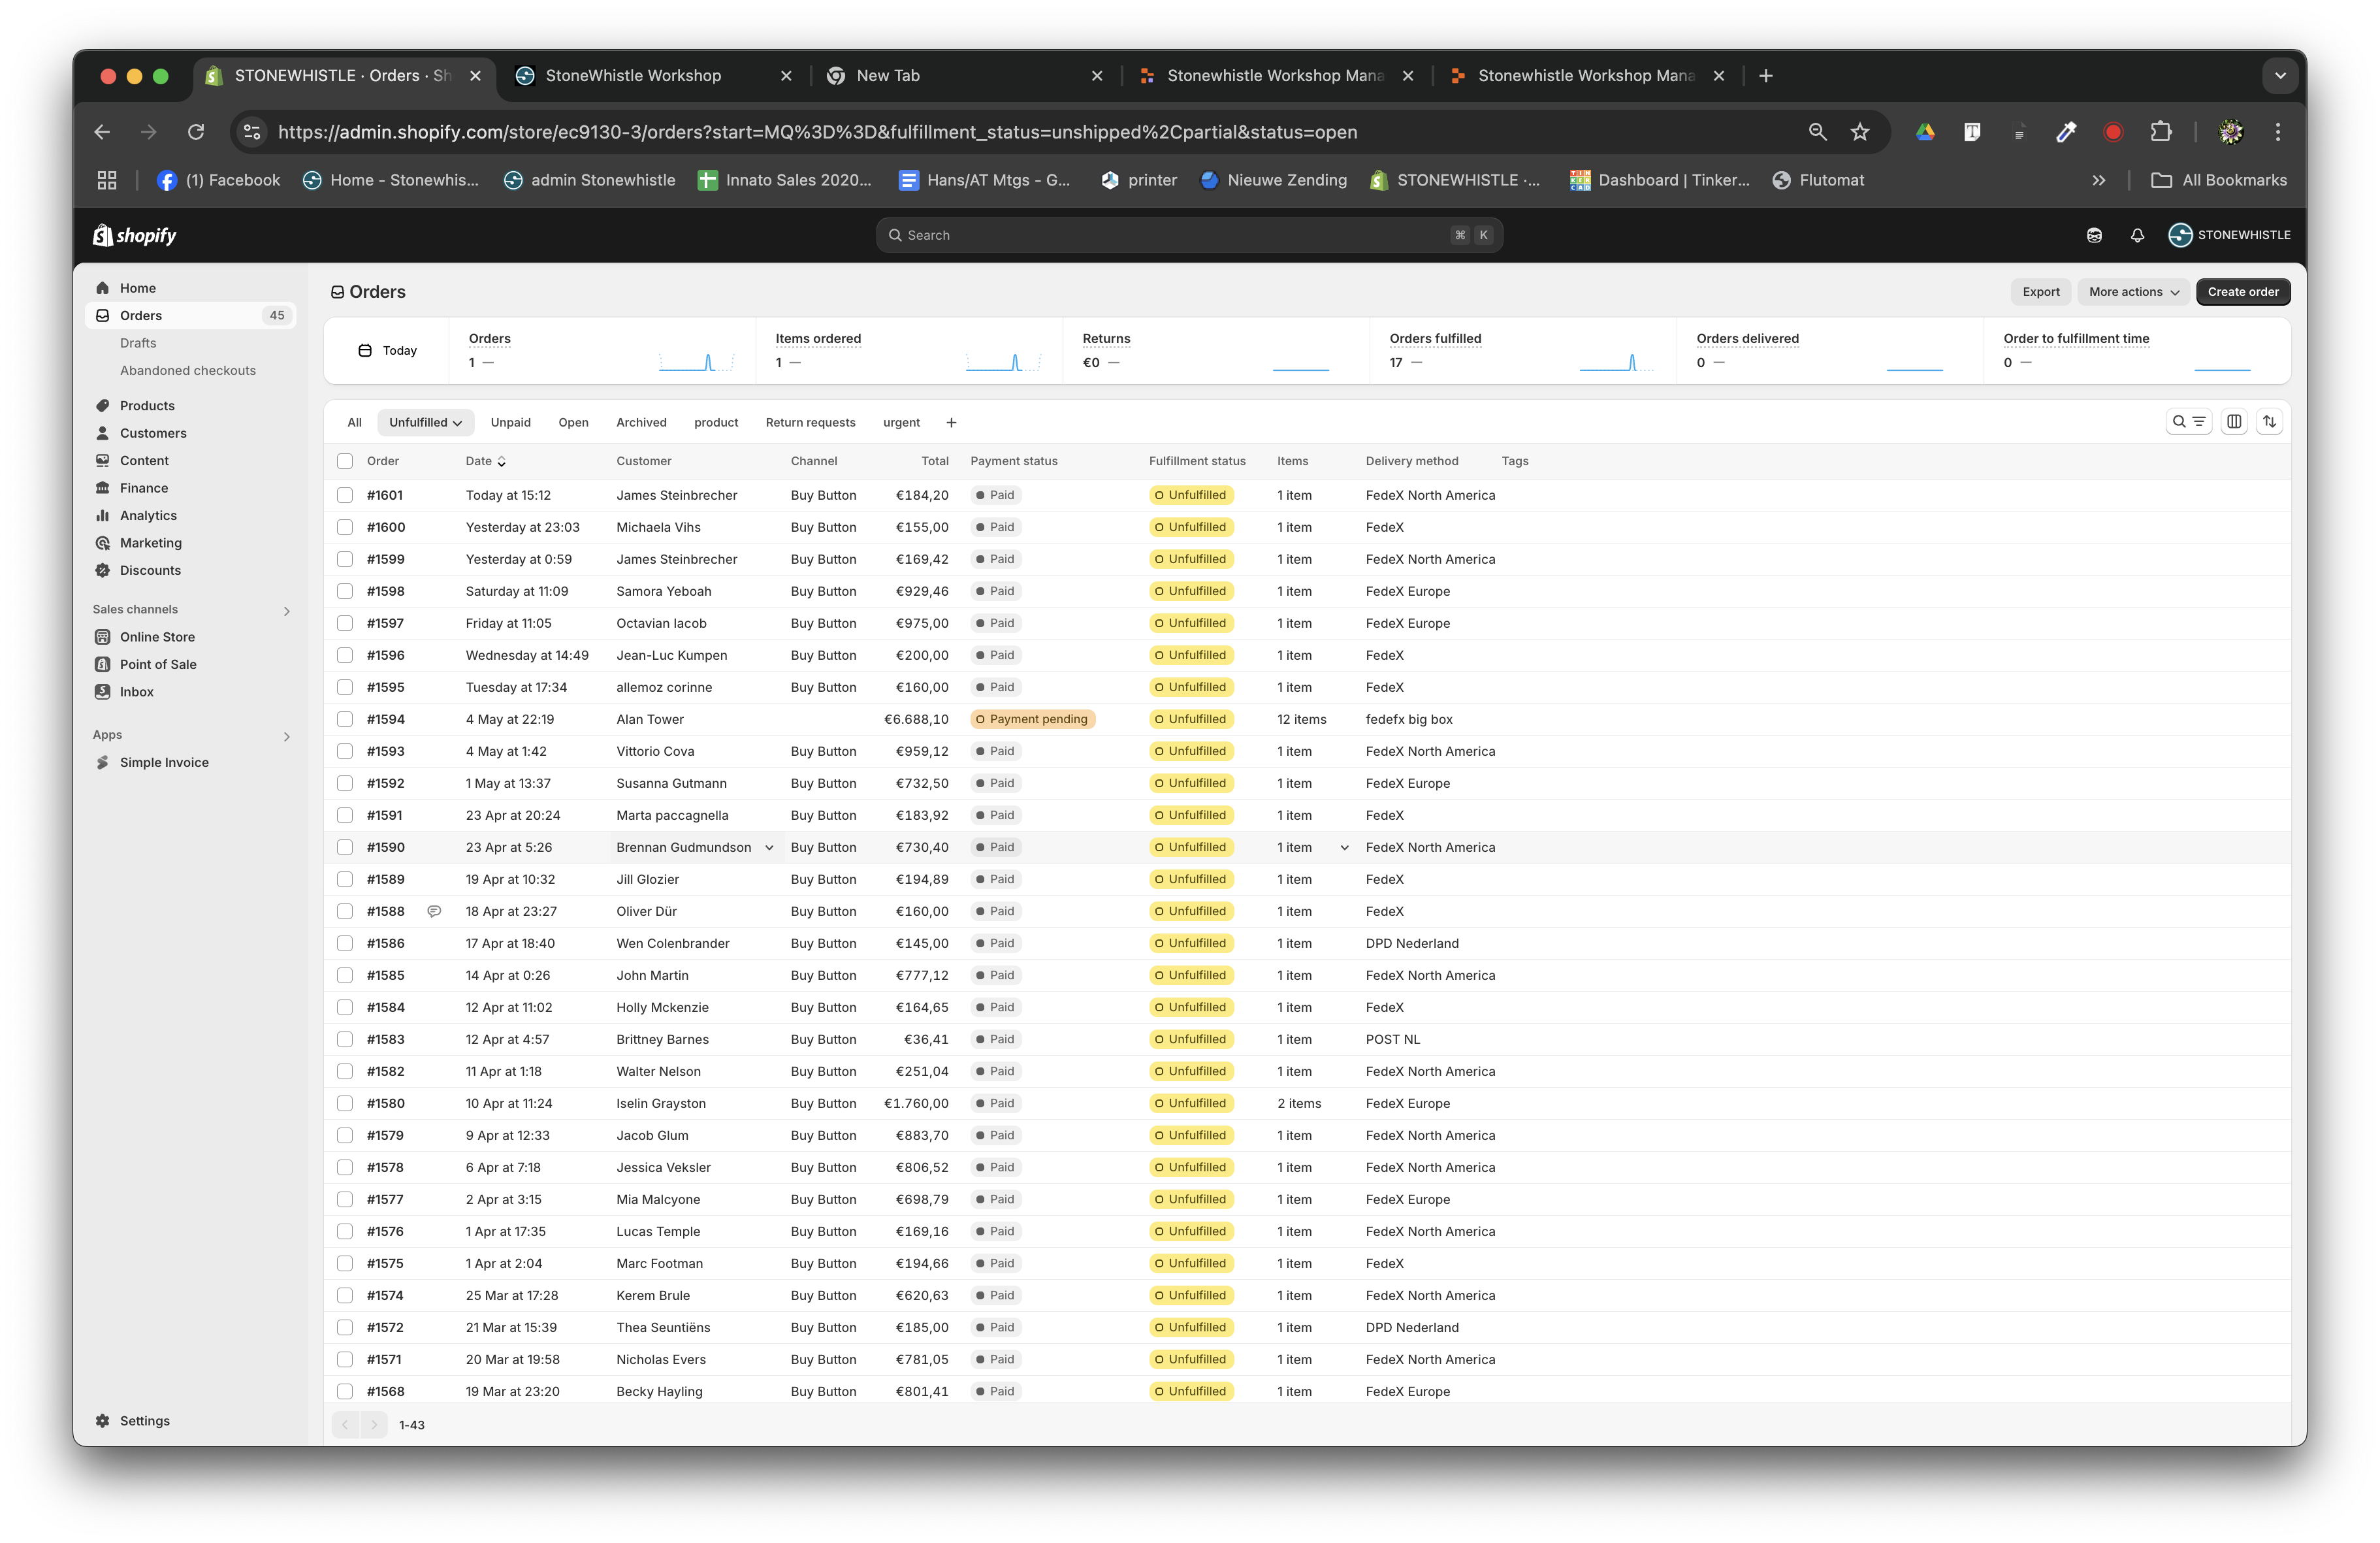 STONEWHISTLE · Orders · Sh
StoneWhistle Workshop
New Tab
Stonewhistle Workshop Mana
Stonewhistle Workshop Mana
https://admin.shopify.com/store/ec9130-3/orders?start=MQ%3D%3D&fulfillment_status=unshipped%2Cpartial&status=open
(1) Facebook
Home - Stonewhis...
admin Stonewhistle
Innato Sales 2020...
Hans/AT Mtgs - G...
printer
Nieuwe Zending
STONEWHISTLE ·...
Dashboard | Tinker...
Flutomat
All Bookmarks
shopify
Search
⌘ K
STONEWHISTLE
Home
Orders 45
Drafts
Abandoned checkouts
Products
Customers
Content
Finance
Analytics
Marketing
Discounts
Sales channels
Online Store
Point of Sale
Inbox
Apps
Simple Invoice
Settings
Orders
Export
More actions
Create order
Today
Orders
1 —
Items ordered
1 —
Returns
€0 —
Orders fulfilled
17 —
Orders delivered
0 —
Order to fulfillment time
0 —
All Unfulfilled Unpaid Open Archived product Return requests urgent +
Order Date Customer Channel Total Payment status Fulfillment status Items Delivery method Tags
#1601 Today at 15:12 James Steinbrecher Buy Button €184,20 Paid Unfulfilled 1 item FedeX North America
#1600 Yesterday at 23:03 Michaela Vihs Buy Button €155,00 Paid Unfulfilled 1 item FedeX
#1599 Yesterday at 0:59 James Steinbrecher Buy Button €169,42 Paid Unfulfilled 1 item FedeX North America
#1598 Saturday at 11:09 Samora Yeboah Buy Button €929,46 Paid Unfulfilled 1 item FedeX Europe
#1597 Friday at 11:05 Octavian Iacob Buy Button €975,00 Paid Unfulfilled 1 item FedeX Europe
#1596 Wednesday at 14:49 Jean-Luc Kumpen Buy Button €200,00 Paid Unfulfilled 1 item FedeX
#1595 Tuesday at 17:34 allemoz corinne Buy Button €160,00 Paid Unfulfilled 1 item FedeX
#1594 4 May at 22:19 Alan Tower €6.688,10 Payment pending Unfulfilled 12 items fedefx big box
#1593 4 May at 1:42 Vittorio Cova Buy Button €959,12 Paid Unfulfilled 1 item FedeX North America
#1592 1 May at 13:37 Susanna Gutmann Buy Button €732,50 Paid Unfulfilled 1 item FedeX Europe
#1591 23 Apr at 20:24 Marta paccagnella Buy Button €183,92 Paid Unfulfilled 1 item FedeX
#1590 23 Apr at 5:26 Brennan Gudmundson Buy Button €730,40 Paid Unfulfilled 1 item FedeX North America
#1589 19 Apr at 10:32 Jill Glozier Buy Button €194,89 Paid Unfulfilled 1 item FedeX
#1588 18 Apr at 23:27 Oliver Dür Buy Button €160,00 Paid Unfulfilled 1 item FedeX
#1586 17 Apr at 18:40 Wen Colenbrander Buy Button €145,00 Paid Unfulfilled 1 item DPD Nederland
#1585 14 Apr at 0:26 John Martin Buy Button €777,12 Paid Unfulfilled 1 item FedeX North America
#1584 12 Apr at 11:02 Holly Mckenzie Buy Button €164,65 Paid Unfulfilled 1 item FedeX
#1583 12 Apr at 4:57 Brittney Barnes Buy Button €36,41 Paid Unfulfilled 1 item POST NL
#1582 11 Apr at 1:18 Walter Nelson Buy Button €251,04 Paid Unfulfilled 1 item FedeX North America
#1580 10 Apr at 11:24 Iselin Grayston Buy Button €1.760,00 Paid Unfulfilled 2 items FedeX Europe
#1579 9 Apr at 12:33 Jacob Glum Buy Button €883,70 Paid Unfulfilled 1 item FedeX North America
#1578 6 Apr at 7:18 Jessica Veksler Buy Button €806,52 Paid Unfulfilled 1 item FedeX North America
#1577 2 Apr at 3:15 Mia Malcyone Buy Button €698,79 Paid Unfulfilled 1 item FedeX Europe
#1576 1 Apr at 17:35 Lucas Temple Buy Button €169,16 Paid Unfulfilled 1 item FedeX North America
#1575 1 Apr at 2:04 Marc Footman Buy Button €194,66 Paid Unfulfilled 1 item FedeX
#1574 25 Mar at 17:28 Kerem Brule Buy Button €620,63 Paid Unfulfilled 1 item FedeX North America
#1572 21 Mar at 15:39 Thea Seuntiëns Buy Button €185,00 Paid Unfulfilled 1 item DPD Nederland
#1571 20 Mar at 19:58 Nicholas Evers Buy Button €781,05 Paid Unfulfilled 1 item FedeX North America
#1568 19 Mar at 23:20 Becky Hayling Buy Button €801,41 Paid Unfulfilled 1 item FedeX Europe
1-43